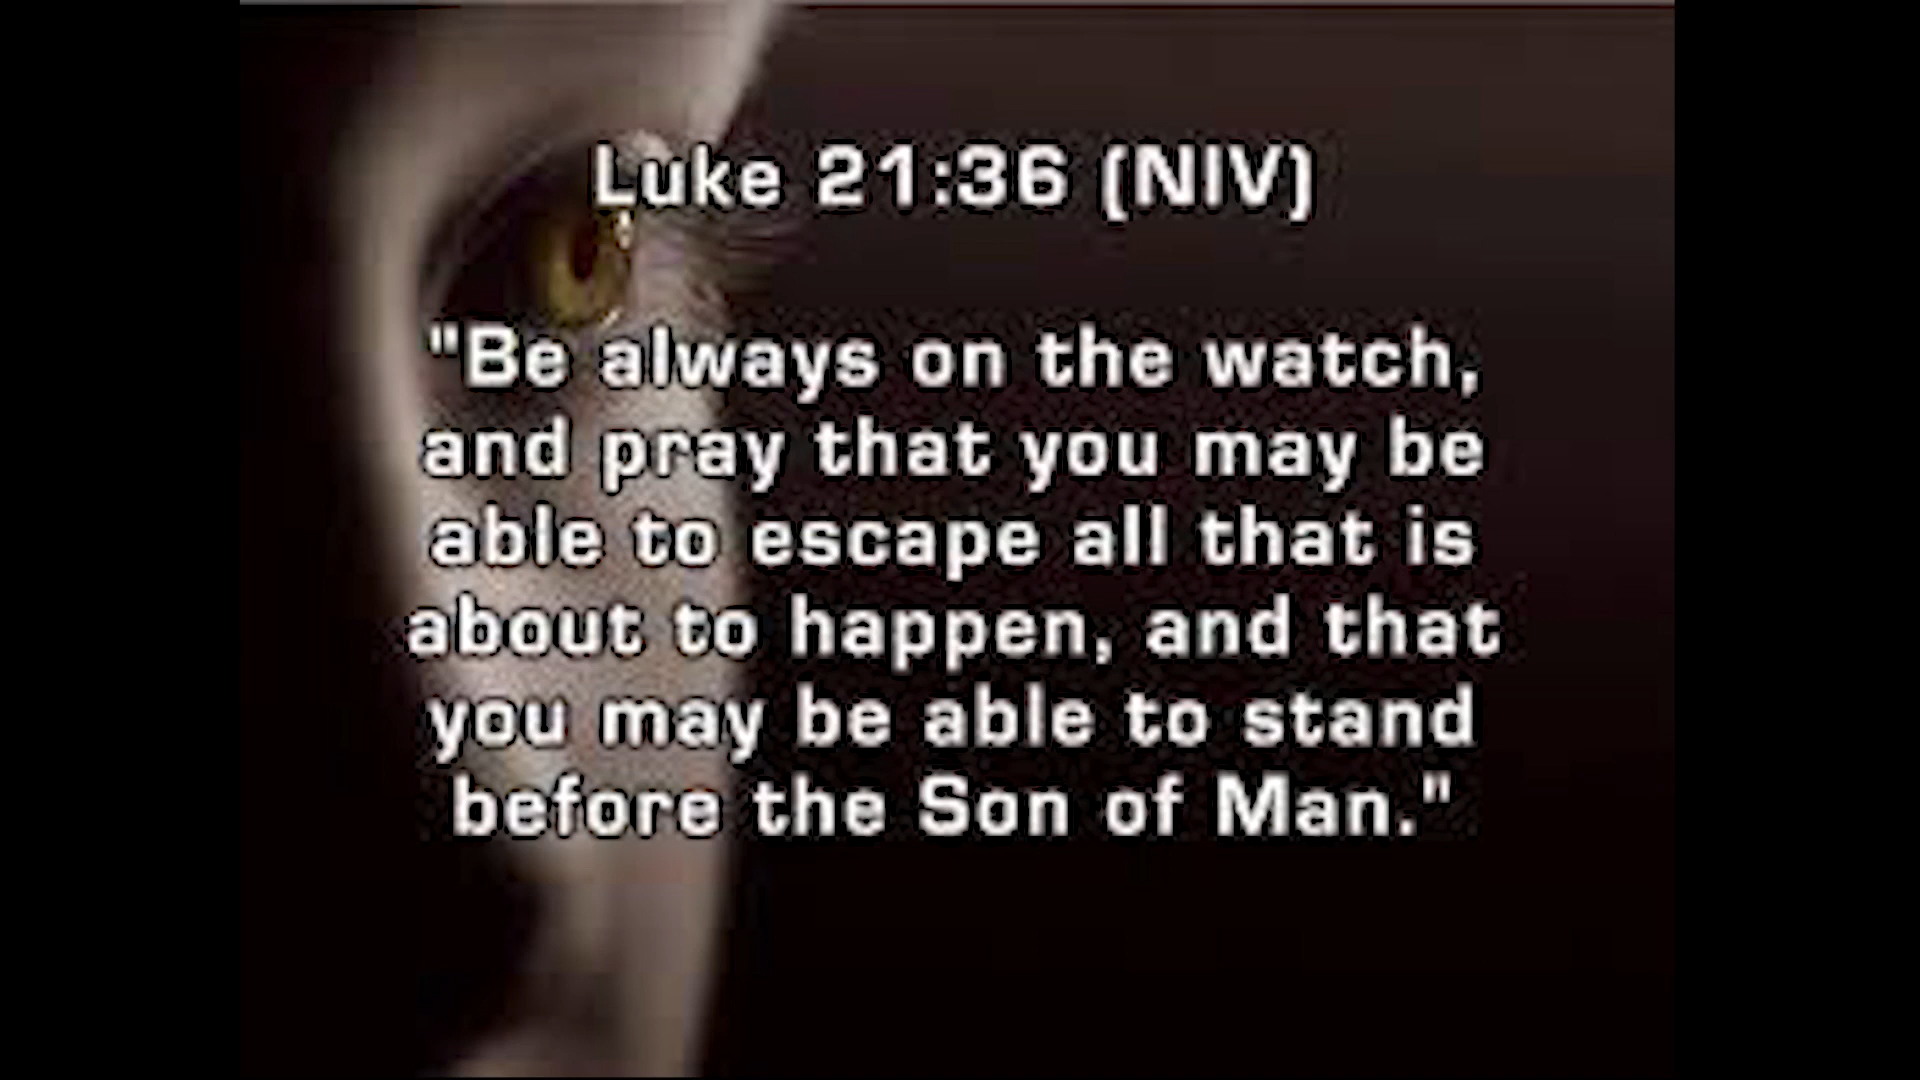 Luke 21:36 (NIV)
"Be always on the watch,
and pray that you may be
able to escape all that is
about to happen, and that
you may be able to stand
before the Son of Man."